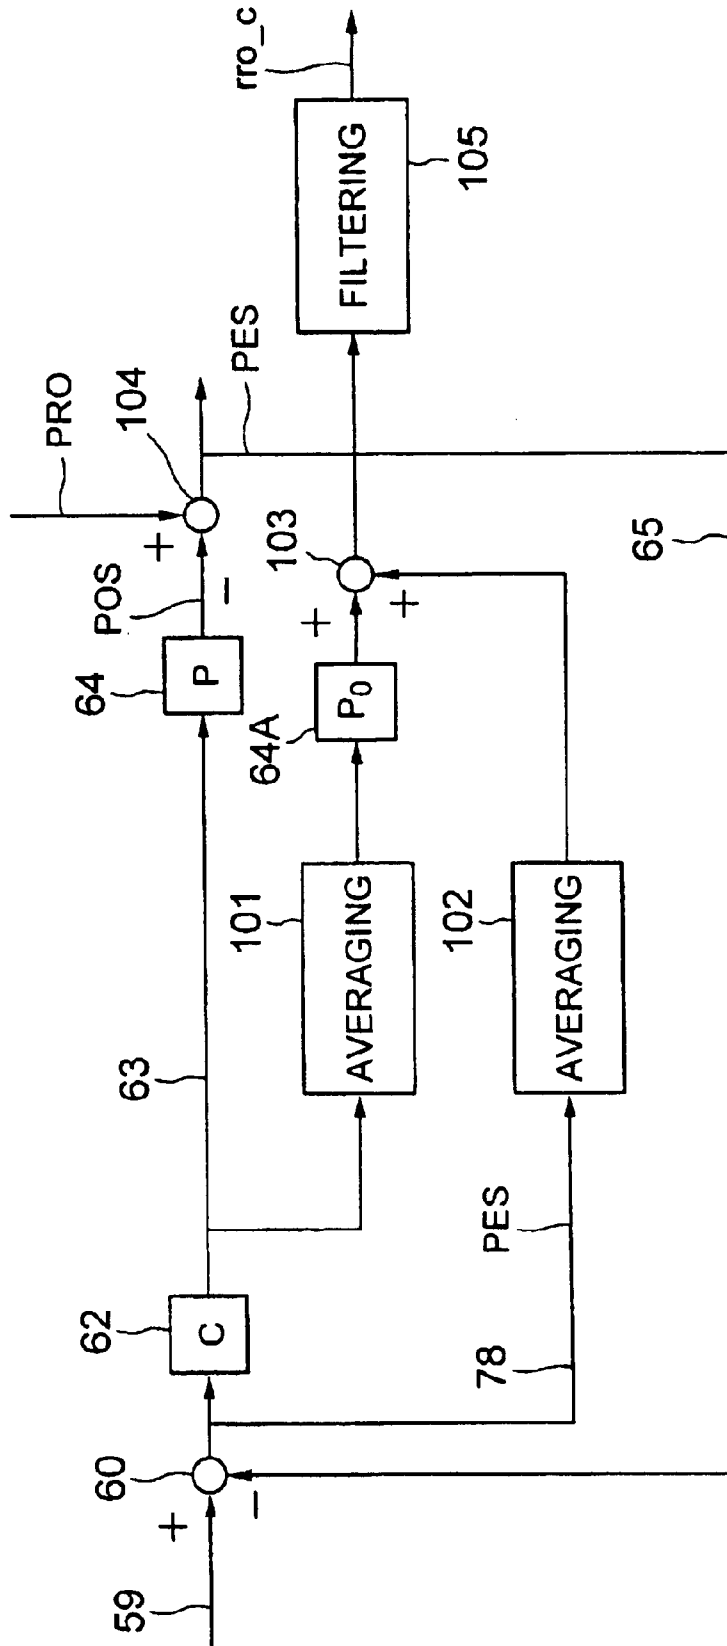 59
+
−
60
62
C
63
64
P
POS
+
−
PRO
104
PES
78
PES
101
AVERAGING
64A
P₀
+
+
103
102
AVERAGING
FILTERING
105
rro_c
65